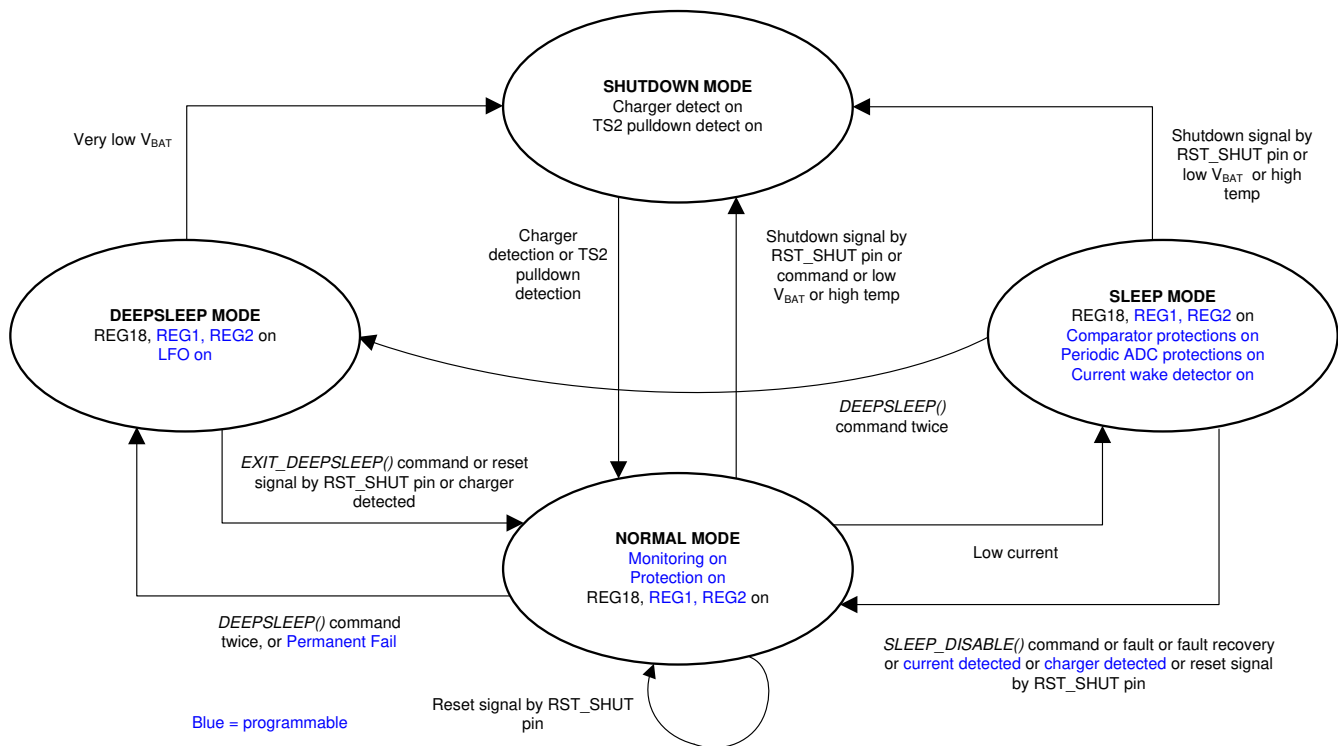 SHUTDOWN MODE
Charger detect on
TS2 pulldown detect on
Very low VBAT
Shutdown signal by
RST_SHUT pin or
low VBAT or high
temp
Charger
detection or TS2
pulldown
detection
Shutdown signal by
RST_SHUT pin or
command or low
VBAT or high temp
DEEPSLEEP MODE
REG18, REG1, REG2 on
LFO on
SLEEP MODE
REG18, REG1, REG2 on
Comparator protections on
Periodic ADC protections on
Current wake detector on
DEEPSLEEP()
command twice
EXIT_DEEPSLEEP() command or reset
signal by RST_SHUT pin or charger
detected
NORMAL MODE
Monitoring on
Protection on
REG18, REG1, REG2 on
Low current
DEEPSLEEP() command
twice, or Permanent Fail
SLEEP_DISABLE() command or fault or fault recovery
or current detected or charger detected or reset signal
by RST_SHUT pin
Reset signal by RST_SHUT
pin
Blue = programmable